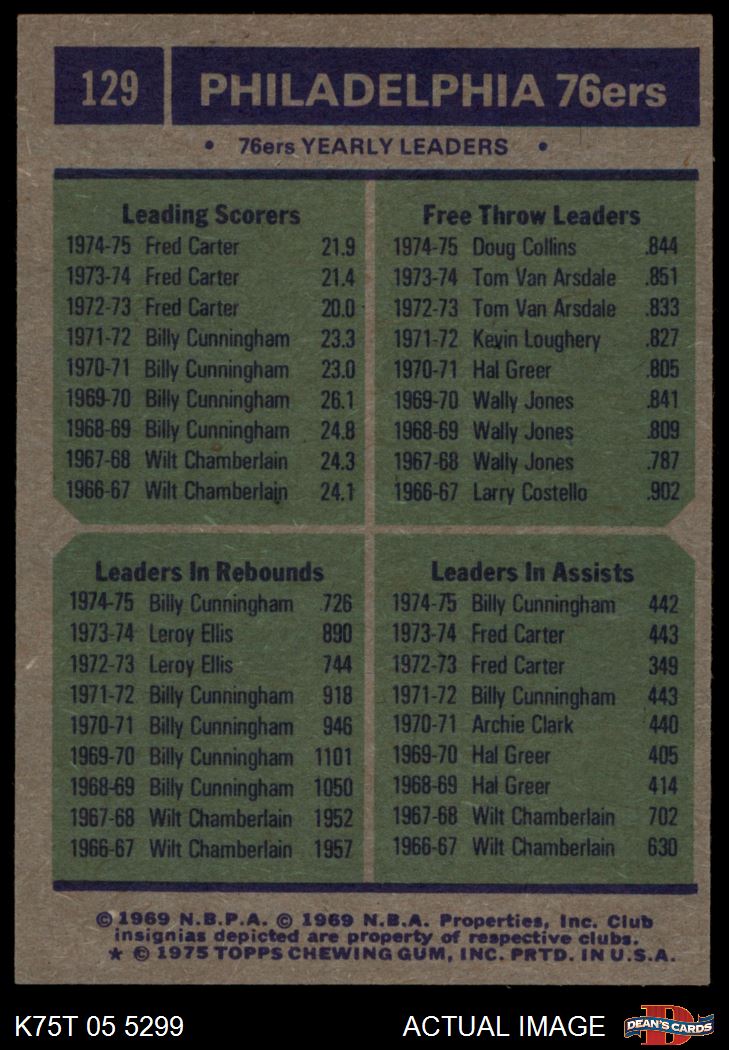 129 PHILADELPHIA 76ers
• 76ers YEARLY LEADERS •
Leading Scorers
1974-75 Fred Carter 21.9
1973-74 Fred Carter 21.4
1972-73 Fred Carter 20.0
1971-72 Billy Cunningham 23.3
1970-71 Billy Cunningham 23.0
1969-70 Billy Cunningham 26.1
1968-69 Billy Cunningham 24.8
1967-68 Wilt Chamberlain 24.3
1966-67 Wilt Chamberlain 24.1
Free Throw Leaders
1974-75 Doug Collins .844
1973-74 Tom Van Arsdale .851
1972-73 Tom Van Arsdale .833
1971-72 Kevin Loughery .827
1970-71 Hal Greer .805
1969-70 Wally Jones .841
1968-69 Wally Jones .809
1967-68 Wally Jones .787
1966-67 Larry Costello .902
Leaders In Rebounds
1974-75 Billy Cunningham 726
1973-74 Leroy Ellis 890
1972-73 Leroy Ellis 744
1971-72 Billy Cunningham 918
1970-71 Billy Cunningham 946
1969-70 Billy Cunningham 1101
1968-69 Billy Cunningham 1050
1967-68 Wilt Chamberlain 1952
1966-67 Wilt Chamberlain 1957
Leaders In Assists
1974-75 Billy Cunningham 442
1973-74 Fred Carter 443
1972-73 Fred Carter 349
1971-72 Billy Cunningham 443
1970-71 Archie Clark 440
1969-70 Hal Greer 405
1968-69 Hal Greer 414
1967-68 Wilt Chamberlain 702
1966-67 Wilt Chamberlain 630
© 1969 N.B.P.A. © 1969 N.B.A. Properties, Inc. Club
insignias depicted are property of respective clubs.
★ © 1975 TOPPS CHEWING GUM, INC. PRTD. IN U.S.A.
K75T 05 5299 ACTUAL IMAGE D DEAN'S CARDS